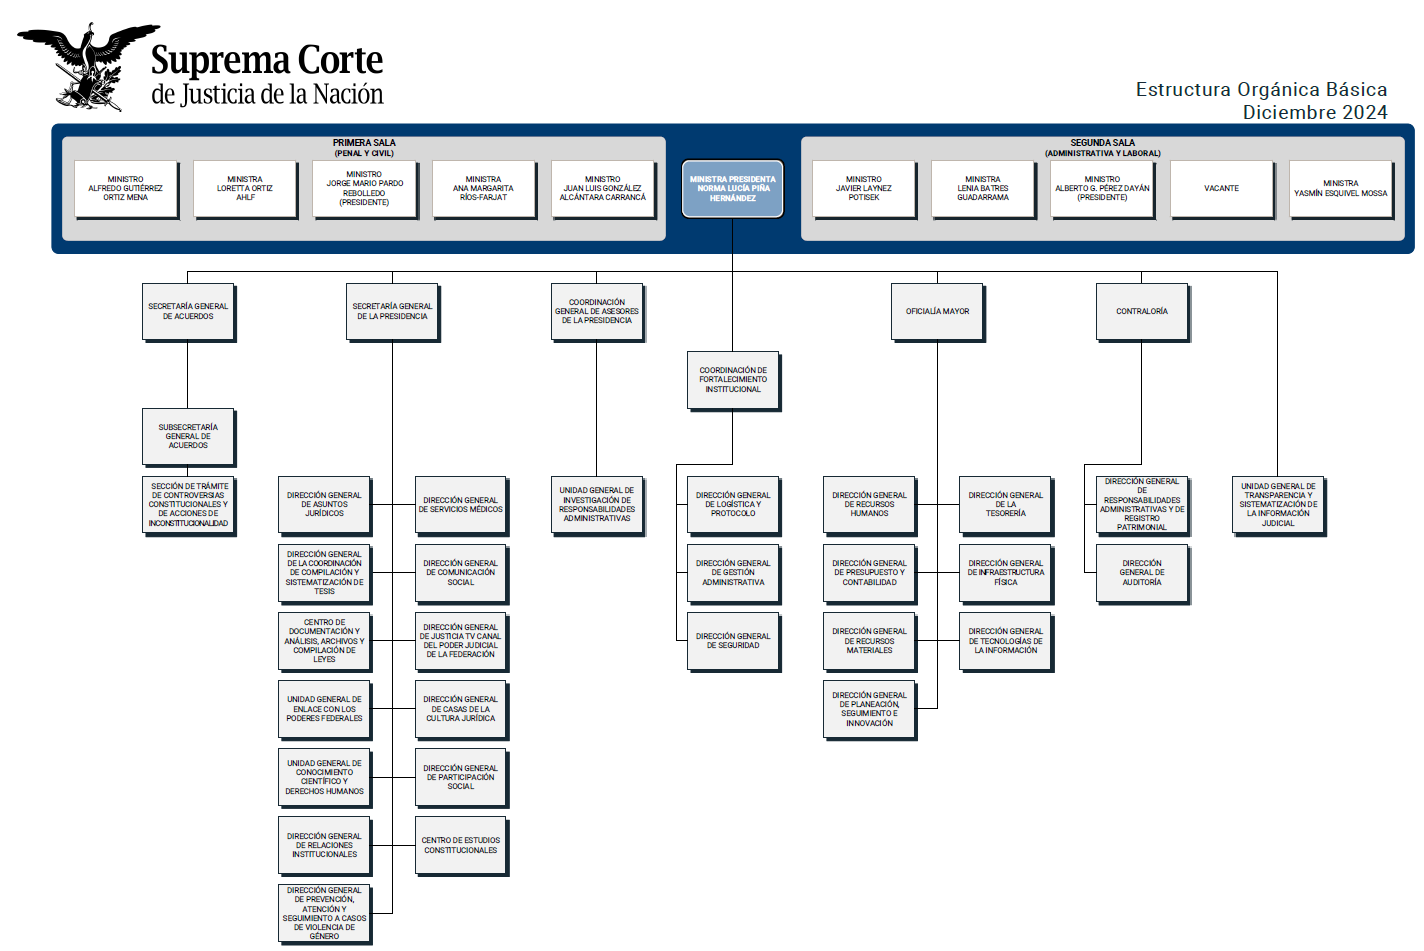 Suprema Corte
de Justicia de la Nación
Estructura Orgánica Básica
Diciembre 2024
PRIMERA SALA
(PENAL Y CIVIL)
MINISTRO
ALFREDO GUTIÉRREZ
ORTIZ MENA
MINISTRA
LORETTA ORTIZ
AHLF
MINISTRO
JORGE MARIO PARDO
REBOLLEDO
(PRESIDENTE)
MINISTRA
ANA MARGARITA
RÍOS-FARJAT
MINISTRO
JUAN LUIS GONZÁLEZ
ALCÁNTARA CARRANCÁ
MINISTRA PRESIDENTA
NORMA LUCÍA PIÑA
HERNÁNDEZ
SEGUNDA SALA
(ADMINISTRATIVA Y LABORAL)
MINISTRO
JAVIER LAYNEZ
POTISEK
MINISTRA
LENIA BATRES
GUADARRAMA
MINISTRO
ALBERTO G. PÉREZ DAYÁN
(PRESIDENTE)
VACANTE
MINISTRA
YASMÍN ESQUIVEL MOSSA
SECRETARÍA GENERAL
DE ACUERDOS
SECRETARÍA GENERAL
DE LA PRESIDENCIA
COORDINACIÓN
GENERAL DE ASESORES
DE LA PRESIDENCIA
OFICIALÍA MAYOR
CONTRALORÍA
COORDINACIÓN DE
FORTALECIMIENTO
INSTITUCIONAL
SUBSECRETARÍA
GENERAL DE
ACUERDOS
SECCIÓN DE TRÁMITE
DE CONTROVERSIAS
CONSTITUCIONALES Y
DE ACCIONES DE
INCONSTITUCIONALIDAD
DIRECCIÓN GENERAL
DE ASUNTOS
JURÍDICOS
DIRECCIÓN GENERAL
DE SERVICIOS MÉDICOS
UNIDAD GENERAL DE
INVESTIGACIÓN DE
RESPONSABILIDADES
ADMINISTRATIVAS
DIRECCIÓN GENERAL
DE LOGÍSTICA Y
PROTOCOLO
DIRECCIÓN GENERAL
DE RECURSOS
HUMANOS
DIRECCIÓN GENERAL
DE LA
TESORERÍA
DIRECCIÓN GENERAL
DE
RESPONSABILIDADES
ADMINISTRATIVAS Y DE
REGISTRO
PATRIMONIAL
UNIDAD GENERAL DE
TRANSPARENCIA Y
SISTEMATIZACIÓN DE
LA INFORMACIÓN
JUDICIAL
DIRECCIÓN GENERAL
DE LA COORDINACIÓN
DE COMPILACIÓN Y
SISTEMATIZACIÓN DE
TESIS
DIRECCIÓN GENERAL
DE COMUNICACIÓN
SOCIAL
DIRECCIÓN GENERAL
DE GESTIÓN
ADMINISTRATIVA
DIRECCIÓN GENERAL
DE PRESUPUESTO Y
CONTABILIDAD
DIRECCIÓN GENERAL
DE INFRAESTRUCTURA
FÍSICA
DIRECCIÓN
GENERAL DE
AUDITORÍA
CENTRO DE
DOCUMENTACIÓN Y
ANÁLISIS, ARCHIVOS Y
COMPILACIÓN DE
LEYES
DIRECCIÓN GENERAL
DE JUSTICIA TV CANAL
DEL PODER JUDICIAL
DE LA FEDERACIÓN
DIRECCIÓN GENERAL
DE SEGURIDAD
DIRECCIÓN GENERAL
DE RECURSOS
MATERIALES
DIRECCIÓN GENERAL
DE TECNOLOGÍAS DE
LA INFORMACIÓN
UNIDAD GENERAL DE
ENLACE CON LOS
PODERES FEDERALES
DIRECCIÓN GENERAL
DE CASAS DE LA
CULTURA JURÍDICA
DIRECCIÓN GENERAL
DE PLANEACIÓN,
SEGUIMIENTO E
INNOVACIÓN
UNIDAD GENERAL DE
CONOCIMIENTO
CIENTÍFICO Y
DERECHOS HUMANOS
DIRECCIÓN GENERAL
DE PARTICIPACIÓN
SOCIAL
DIRECCIÓN GENERAL
DE RELACIONES
INSTITUCIONALES
CENTRO DE ESTUDIOS
CONSTITUCIONALES
DIRECCIÓN GENERAL
DE PREVENCIÓN,
ATENCIÓN Y
SEGUIMIENTO A CASOS
DE VIOLENCIA DE
GÉNERO